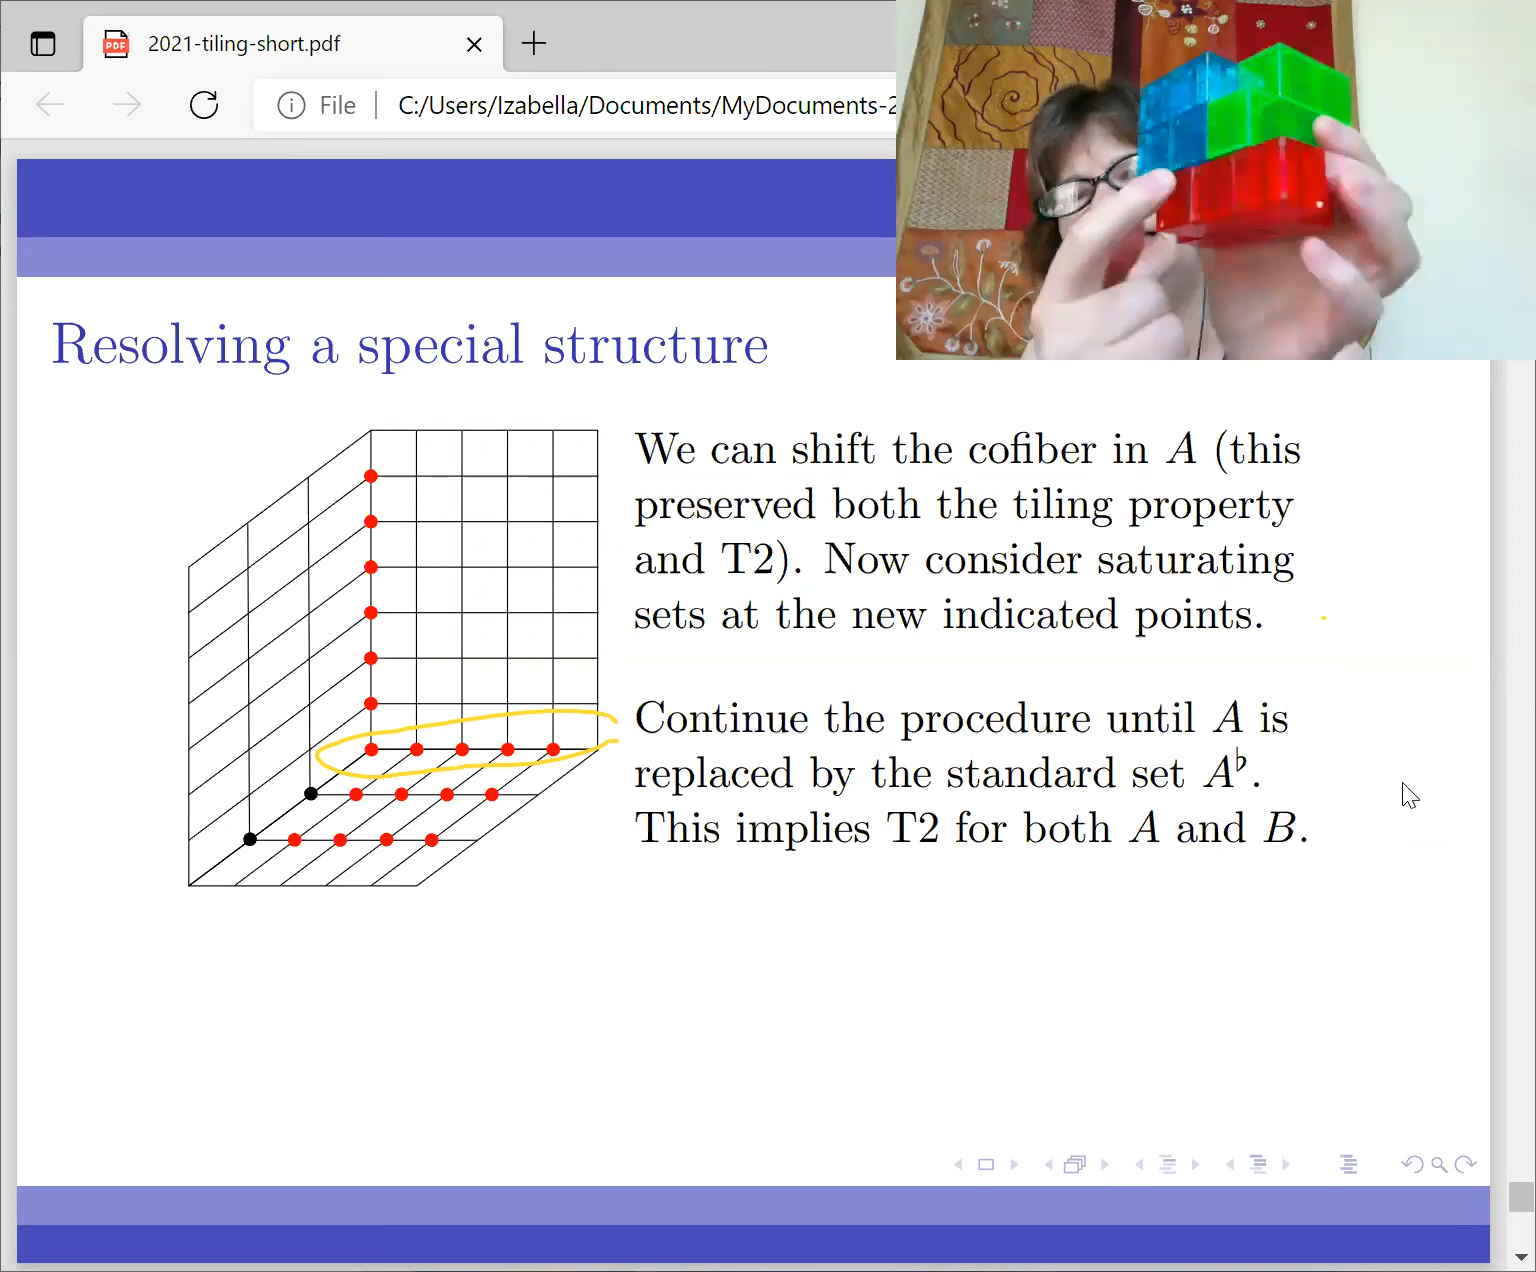 PDF
2021-tiling-short.pdf
File
C:/Users/Izabella/Documents/MyDocuments-2
Resolving a special structure
We can shift the cofiber in A (this
preserved both the tiling property
and T2). Now consider saturating
sets at the new indicated points.
Continue the procedure until A is
replaced by the standard set A♭.
This implies T2 for both A and B.